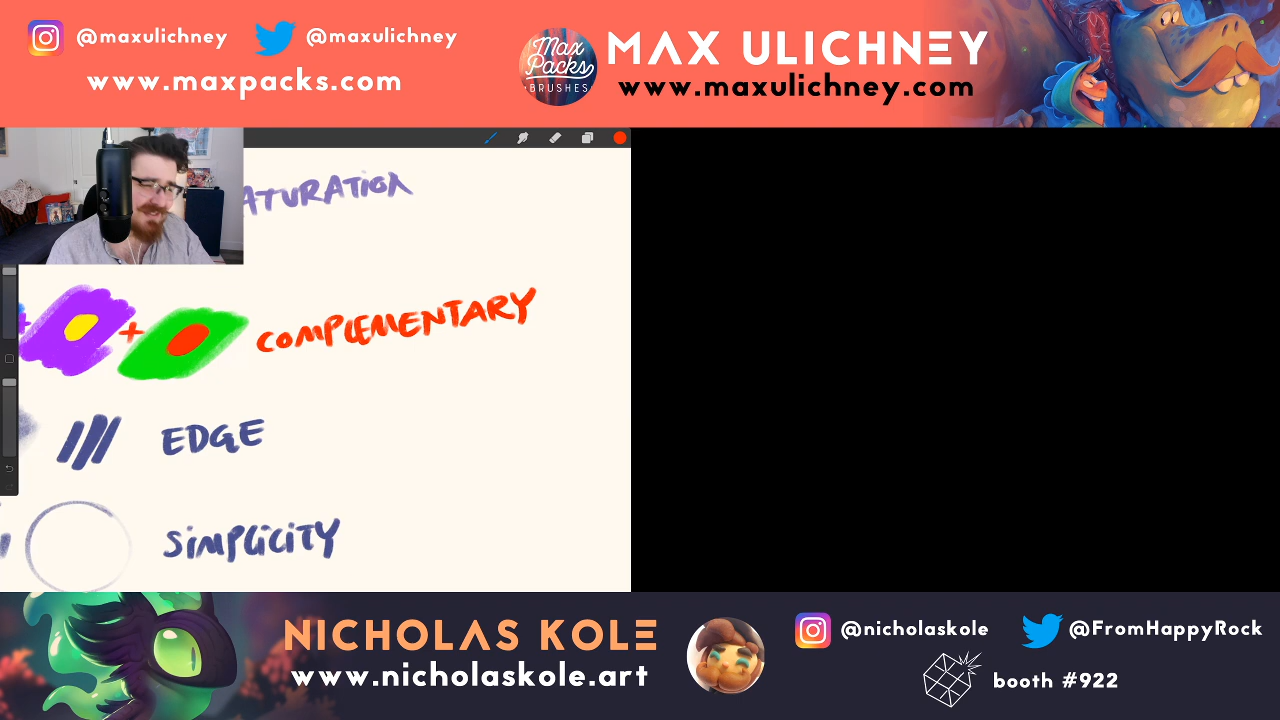 @maxulichney @maxulichney
www.maxpacks.com
Max Packs
BRUSHES
MAX ULICHNEY
www.maxulichney.com
ATURATION
+ + COMPLEMENTARY
EDGE
SIMPLICITY
NICHOLAS KOLE
www.nicholaskole.art
@nicholaskole @FromHappyRock
booth #922